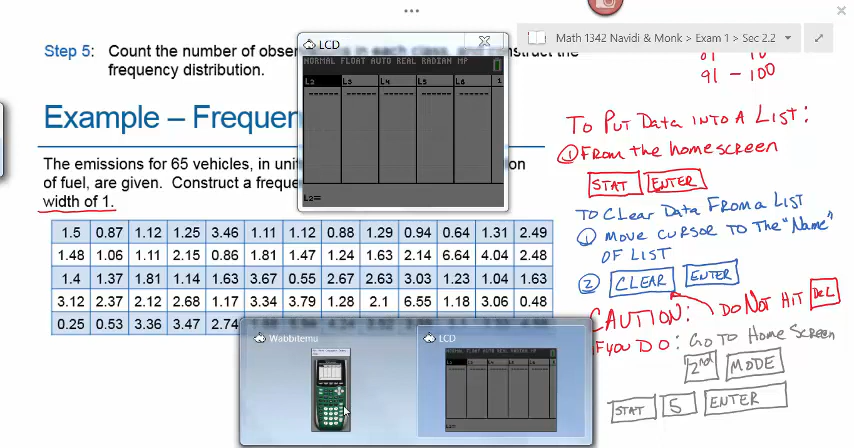 Math 1342 Navidi & Monk > Exam 1 > Sec 2.2
91 - 100
Step 5: Count the number of in each class, and construct the
frequency distribution.
Example – Frequen
The emissions for 65 vehicles, in unit
of fuel, are given. Construct a freque
width of 1.
LCD
NORMAL FLOAT AUTO REAL RADIAN MP
L2 L3 L4 L5 L6 1
L2=
1.5 0.87 1.12 1.25 3.46 1.11 1.12 0.88 1.29 0.94 0.64 1.31 2.49
1.48 1.06 1.11 2.15 0.86 1.81 1.47 1.24 1.63 2.14 6.64 4.04 2.48
1.4 1.37 1.81 1.14 1.63 3.67 0.55 2.67 2.63 3.03 1.23 1.04 1.63
3.12 2.37 2.12 2.68 1.17 3.34 3.79 1.28 2.1 6.55 1.18 3.06 0.48
0.25 0.53 3.36 3.47 2.74
Wabbitemu
LCD
To Put Data INTO A LIST:
① From the homescreen
STAT ENTER
TO Clear Data From a LIST
① Move CURSOR TO The "Name"
OF LIST
② CLEAR ENTER
CAUTION: DO NOT HIT DEL
IF YOU DO: Go To Home Screen
2nd MODE
STAT 5 ENTER